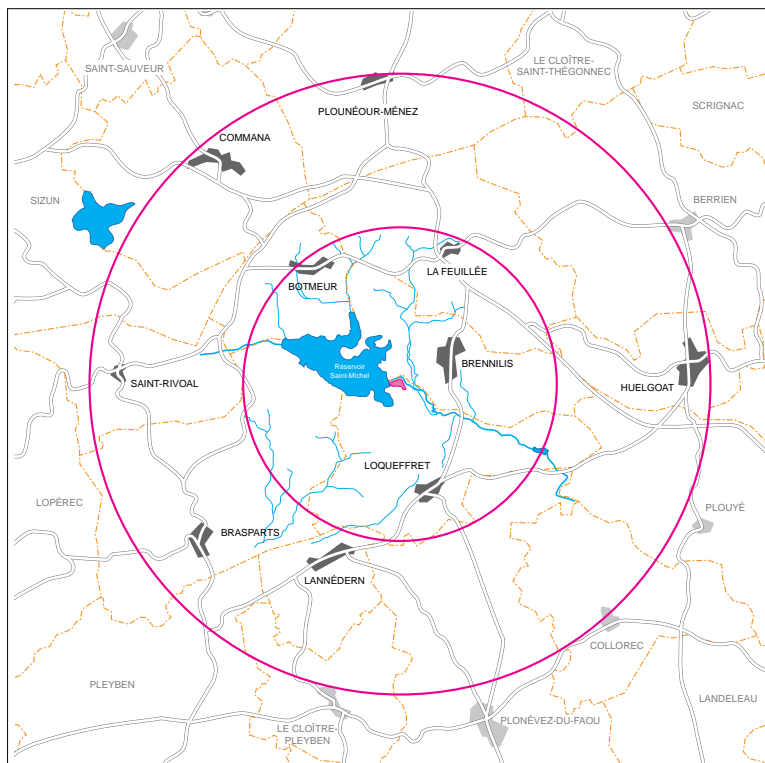 SAINT-SAUVEUR
LE CLOÎTRE-
SAINT-THÉGONNEC
SCRIGNAC
PLOUNÉOUR-MÉNEZ
COMMANA
SIZUN
BERRIEN
LA FEUILLÉE
BOTMEUR
Réservoir
Saint-Michel
BRENNILIS
SAINT-RIVOAL
HUELGOAT
LOQUEFFRET
LOPÉREC
PLOUYÉ
BRASPARTS
LANNÉDERN
COLLOREC
PLEYBEN
LANDELEAU
LE CLOÎTRE-
PLEYBEN
PLONÉVEZ-DU-FAOU